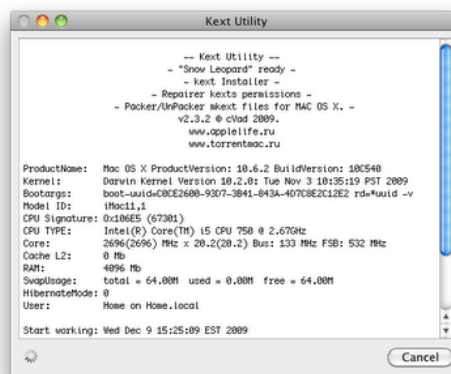 Kext Utility
-- Kext Utility --
- "Snow Leopard" ready -
- kext Installer -
- Repairer kexts permissions -
- Packer/UnPacker mkext files for MAC OS X. -
v2.3.2 © cVad 2009.
www.applelife.ru
www.torrentmac.ru
ProductName: Mac OS X ProductVersion: 10.6.2 BuildVersion: 10C540
Kernel: Darwin Kernel Version 10.2.0: Tue Nov 3 10:35:19 PST 2009
Bootargs: boot-uuid=C0CE2600-93D7-3B41-843A-4D7C8E2C12E2 rd=*uuid -v
Model ID: iMac11,1
CPU Signature: 0x106E5 (67301)
CPU TYPE: Intel(R) Core(TM) i5 CPU 750 @ 2.67GHz
Core: 2696(2696) MHz x 20.2(20.2) Bus: 133 MHz FSB: 532 MHz
Cache L2: 0 Mb
RAM: 4096 Mb
SwapUsage: total = 64.00M used = 0.00M free = 64.00M
HibernateMode: 0
User: Home on Home.local
Start working: Wed Dec 9 15:25:09 EST 2009
Cancel